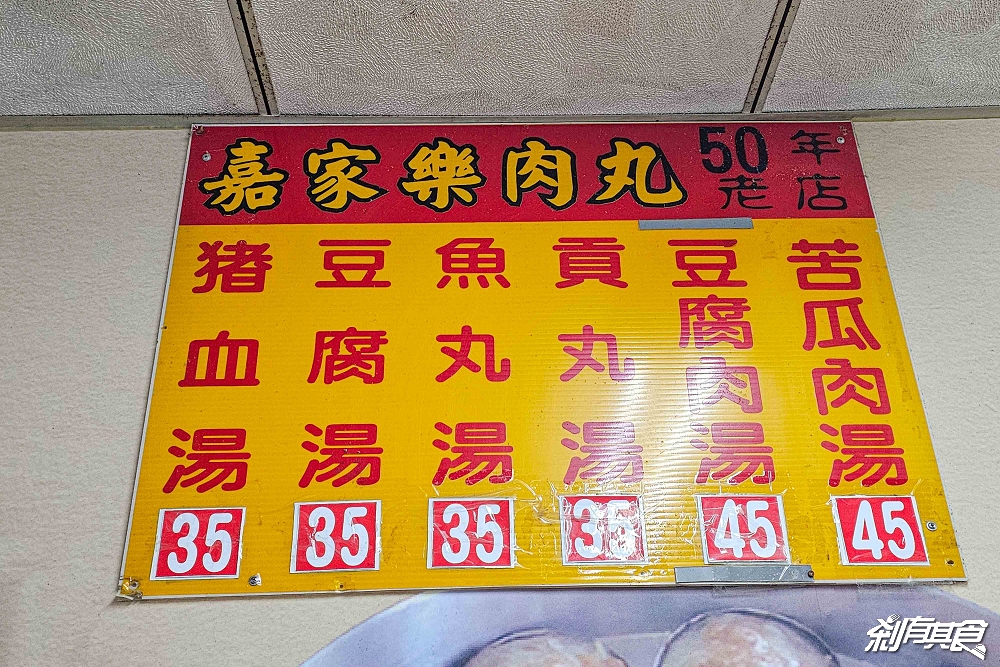 嘉家樂肉丸 50年老店
猪血湯 35
豆腐湯 35
魚丸湯 35
貢丸湯 35
豆腐肉湯 45
苦瓜肉湯 45
剎有其食